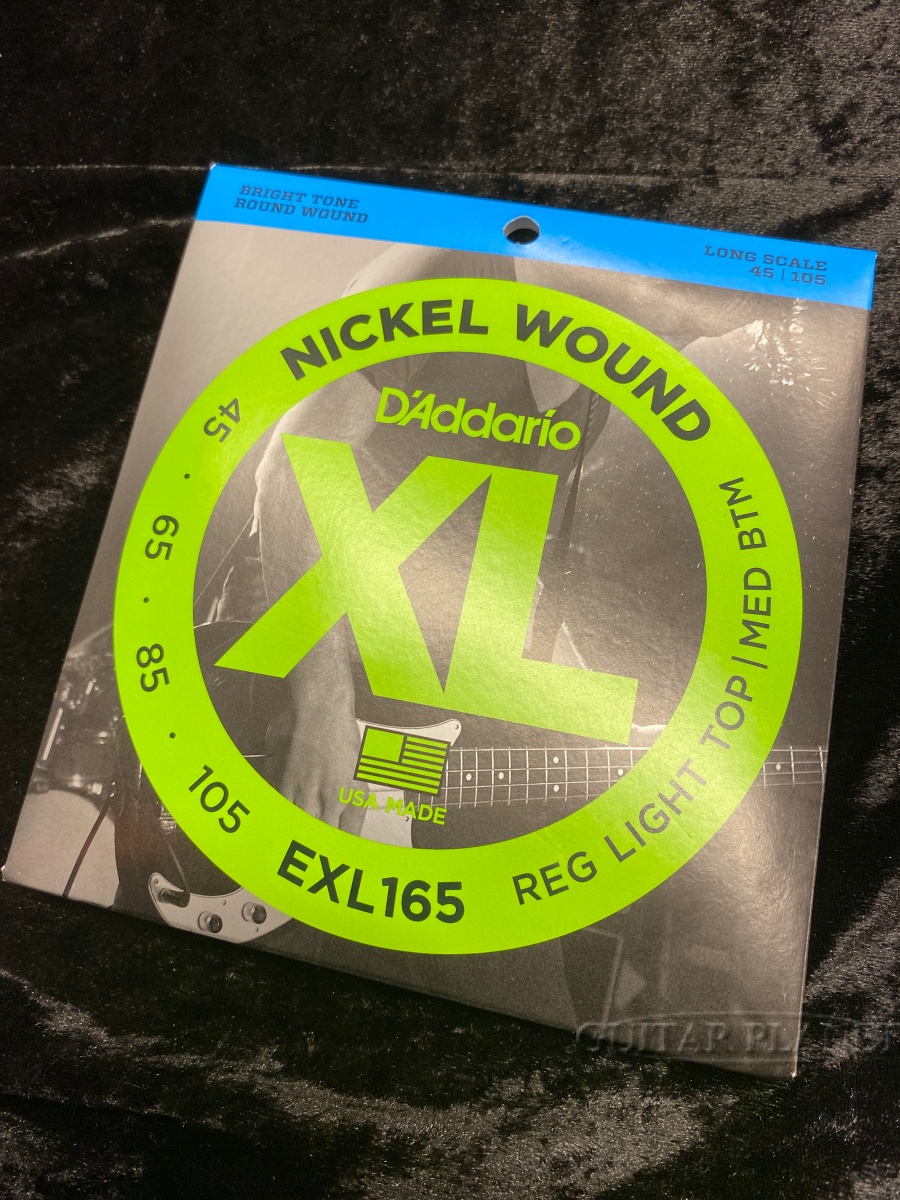 BRIGHT TONE
ROUND WOUND
LONG SCALE
45 | 105
NICKEL WOUND
D'Addario
XL
45 · 65 · 85 · 105
REG LIGHT TOP | MED BTM
USA MADE
EXL165
GUITAR PLANET